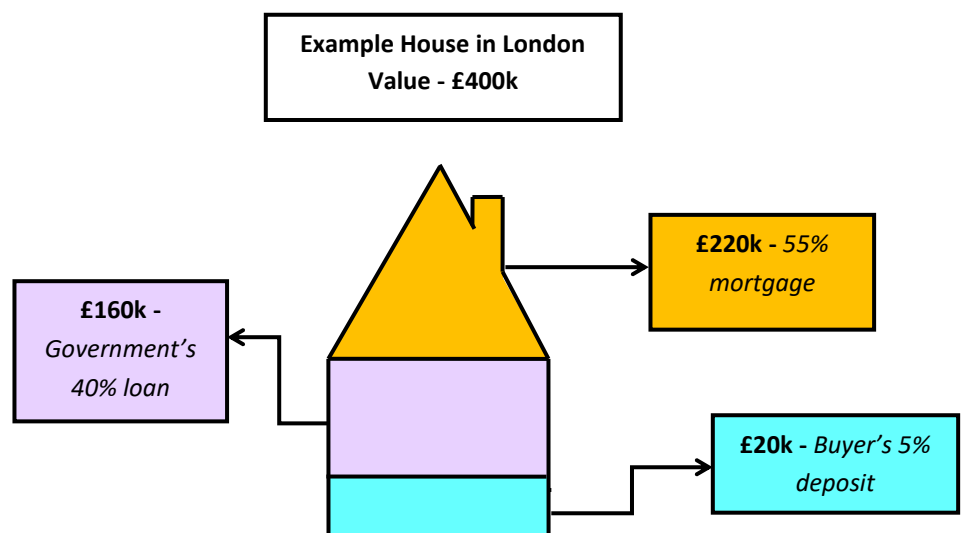 Example House in London
Value - £400k
£220k - 55%
mortgage
£160k -
Government’s
40% loan
£20k - Buyer’s 5%
deposit